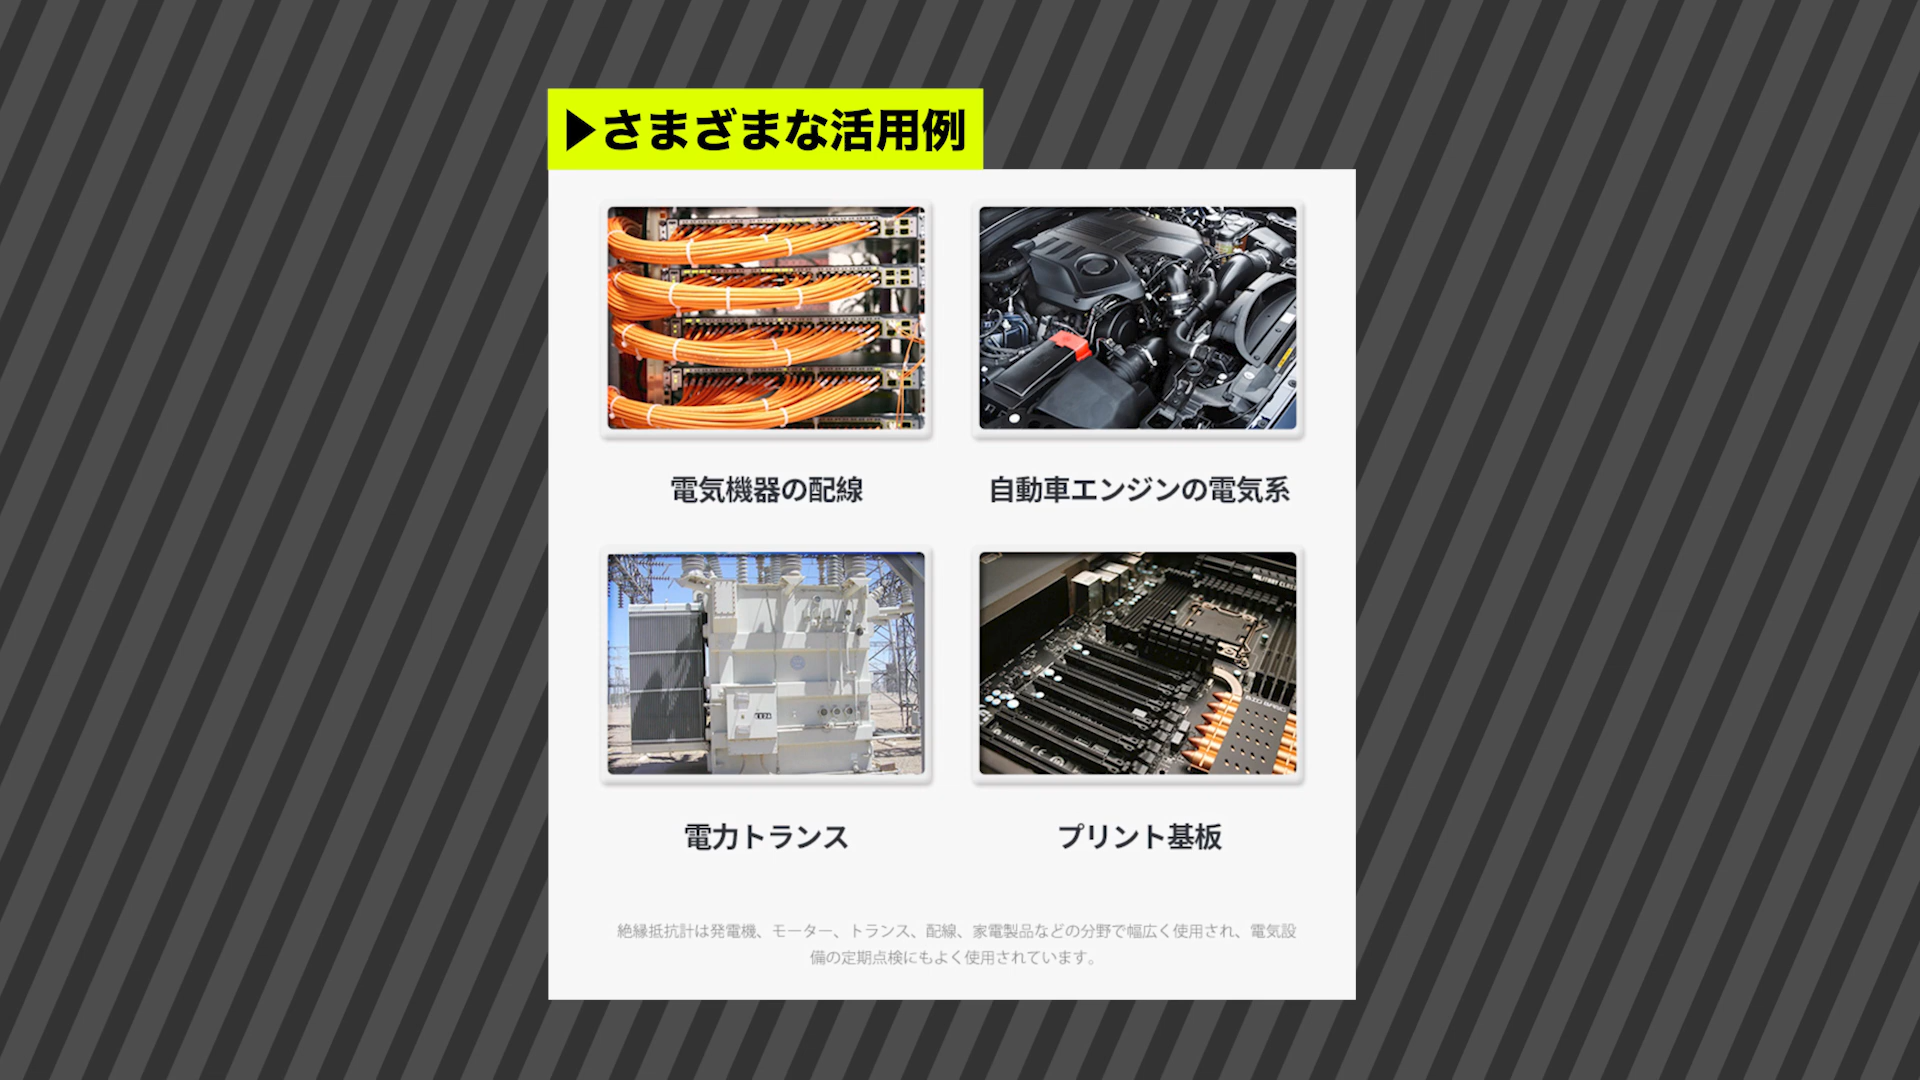 ▶さまざまな活用例
電気機器の配線
自動車エンジンの電気系
MILITARY CLASS
BIG BANG
電力トランス
プリント基板
絶縁抵抗計は発電機、モーター、トランス、配線、家電製品などの分野で幅広く使用され、電気設
備の定期点検にもよく使用されています。